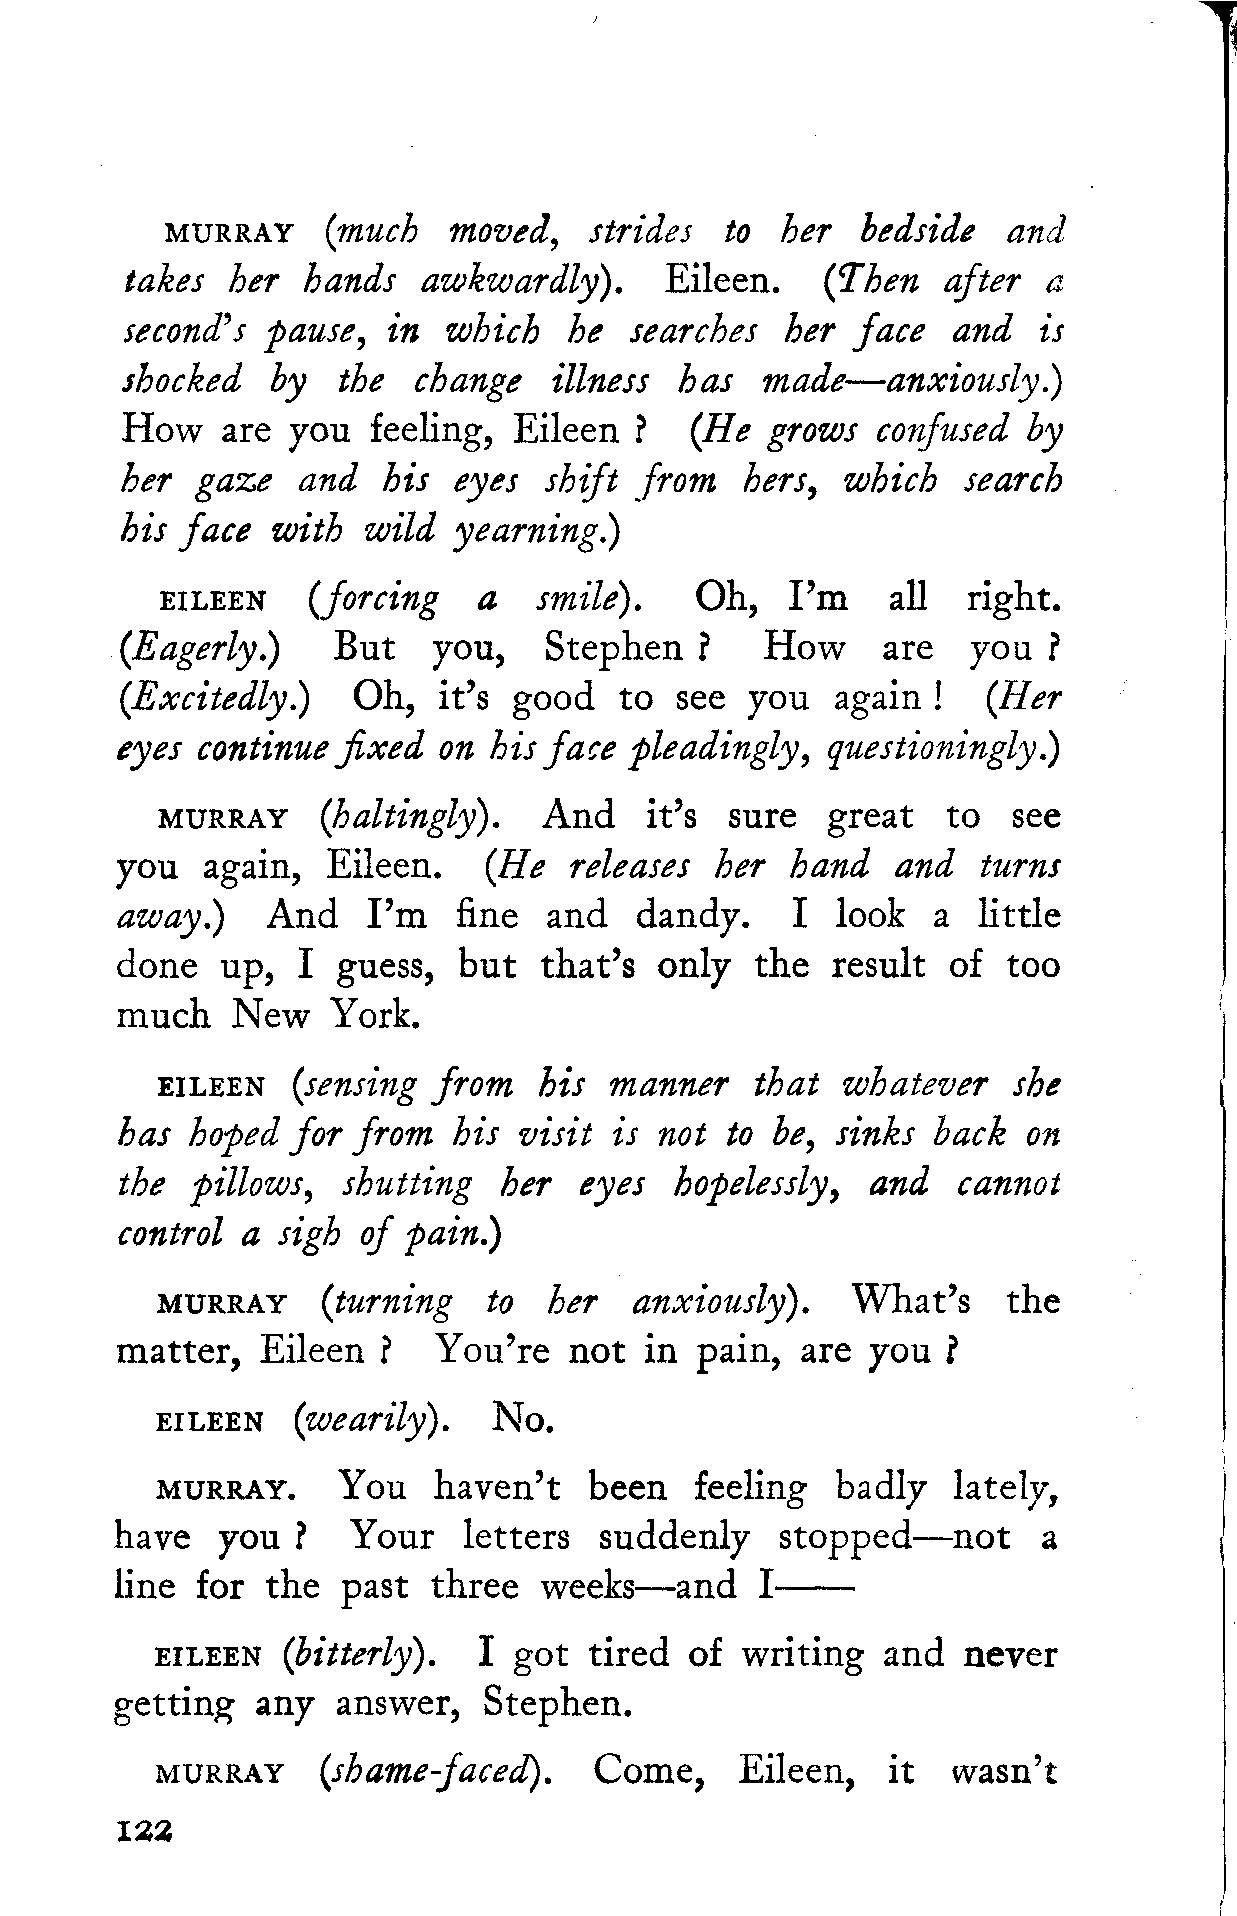 MURRAY (much moved, strides to her bedside and
takes her hands awkwardly). Eileen. (Then after a
second's pause, in which he searches her face and is
shocked by the change illness has made—anxiously.)
How are you feeling, Eileen ? (He grows confused by
her gaze and his eyes shift from hers, which search
his face with wild yearning.)
EILEEN (forcing a smile). Oh, I'm all right.
(Eagerly.) But you, Stephen ? How are you ?
(Excitedly.) Oh, it's good to see you again ! (Her
eyes continue fixed on his face pleadingly, questioningly.)
MURRAY (haltingly). And it's sure great to see
you again, Eileen. (He releases her hand and turns
away.) And I'm fine and dandy. I look a little
done up, I guess, but that's only the result of too
much New York.
EILEEN (sensing from his manner that whatever she
has hoped for from his visit is not to be, sinks back on
the pillows, shutting her eyes hopelessly, and cannot
control a sigh of pain.)
MURRAY (turning to her anxiously). What's the
matter, Eileen ? You're not in pain, are you ?
EILEEN (wearily). No.
MURRAY. You haven't been feeling badly lately,
have you ? Your letters suddenly stopped—not a
line for the past three weeks—and I——
EILEEN (bitterly). I got tired of writing and never
getting any answer, Stephen.
MURRAY (shame-faced). Come, Eileen, it wasn't
122